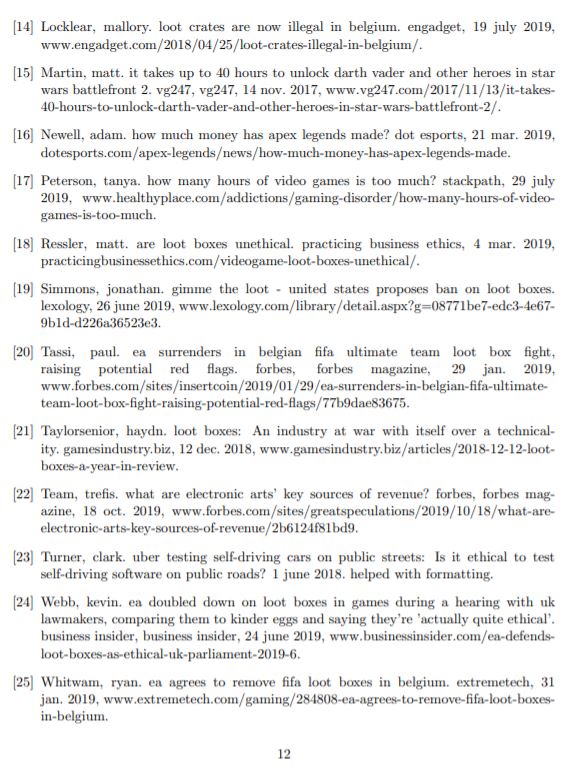 [14] Locklear, mallory. loot crates are now illegal in belgium. engadget, 19 july 2019,
www.engadget.com/2018/04/25/loot-crates-illegal-in-belgium/.
[15] Martin, matt. it takes up to 40 hours to unlock darth vader and other heroes in star
wars battlefront 2. vg247, vg247, 14 nov. 2017, www.vg247.com/2017/11/13/it-takes-
40-hours-to-unlock-darth-vader-and-other-heroes-in-star-wars-battlefront-2/.
[16] Newell, adam. how much money has apex legends made? dot esports, 21 mar. 2019,
dotesports.com/apex-legends/news/how-much-money-has-apex-legends-made.
[17] Peterson, tanya. how many hours of video games is too much? stackpath, 29 july
2019, www.healthyplace.com/addictions/gaming-disorder/how-many-hours-of-video-
games-is-too-much.
[18] Ressler, matt. are loot boxes unethical. practicing business ethics, 4 mar. 2019,
practicingbusinessethics.com/videogame-loot-boxes-unethical/.
[19] Simmons, jonathan. gimme the loot - united states proposes ban on loot boxes.
lexology, 26 june 2019, www.lexology.com/library/detail.aspx?g=08771be7-edc3-4e67-
9b1d-d226a36523e3.
[20] Tassi, paul. ea surrenders in belgian fifa ultimate team loot box fight,
raising potential red flags. forbes, forbes magazine, 29 jan. 2019,
www.forbes.com/sites/insertcoin/2019/01/29/ea-surrenders-in-belgian-fifa-ultimate-
team-loot-box-fight-raising-potential-red-flags/77b9dae83675.
[21] Taylorsenior, haydn. loot boxes: An industry at war with itself over a technical-
ity. gamesindustry.biz, 12 dec. 2018, www.gamesindustry.biz/articles/2018-12-12-loot-
boxes-a-year-in-review.
[22] Team, trefis. what are electronic arts' key sources of revenue? forbes, forbes mag-
azine, 18 oct. 2019, www.forbes.com/sites/greatspeculations/2019/10/18/what-are-
electronic-arts-key-sources-of-revenue/2b6124f81bd9.
[23] Turner, clark. uber testing self-driving cars on public streets: Is it ethical to test
self-driving software on public roads? 1 june 2018. helped with formatting.
[24] Webb, kevin. ea doubled down on loot boxes in games during a hearing with uk
lawmakers, comparing them to kinder eggs and saying they're 'actually quite ethical'.
business insider, business insider, 24 june 2019, www.businessinsider.com/ea-defends-
loot-boxes-as-ethical-uk-parliament-2019-6.
[25] Whitwam, ryan. ea agrees to remove fifa loot boxes in belgium. extremetech, 31
jan. 2019, www.extremetech.com/gaming/284808-ea-agrees-to-remove-fifa-loot-boxes-
in-belgium.
12